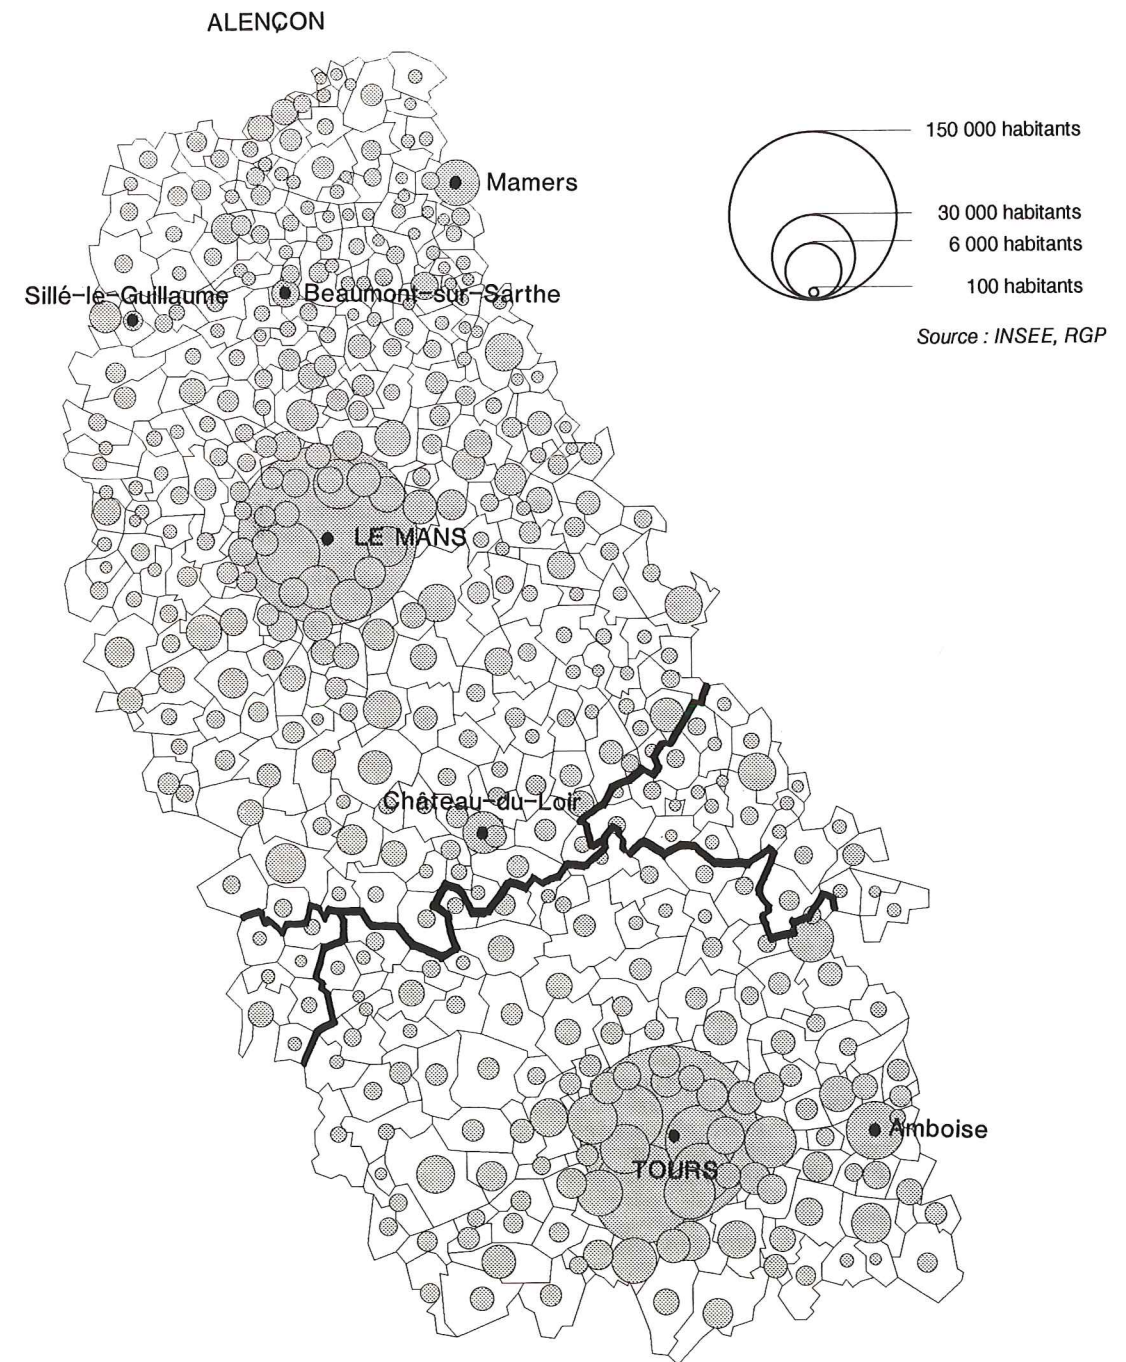 ALENÇON
150 000 habitants
Mamers
30 000 habitants
6 000 habitants
100 habitants
Sillé-le-Guillaume
Beaumont-sur-Sarthe
Source : INSEE, RGP
LE MANS
Château-du-Loir
Amboise
TOURS